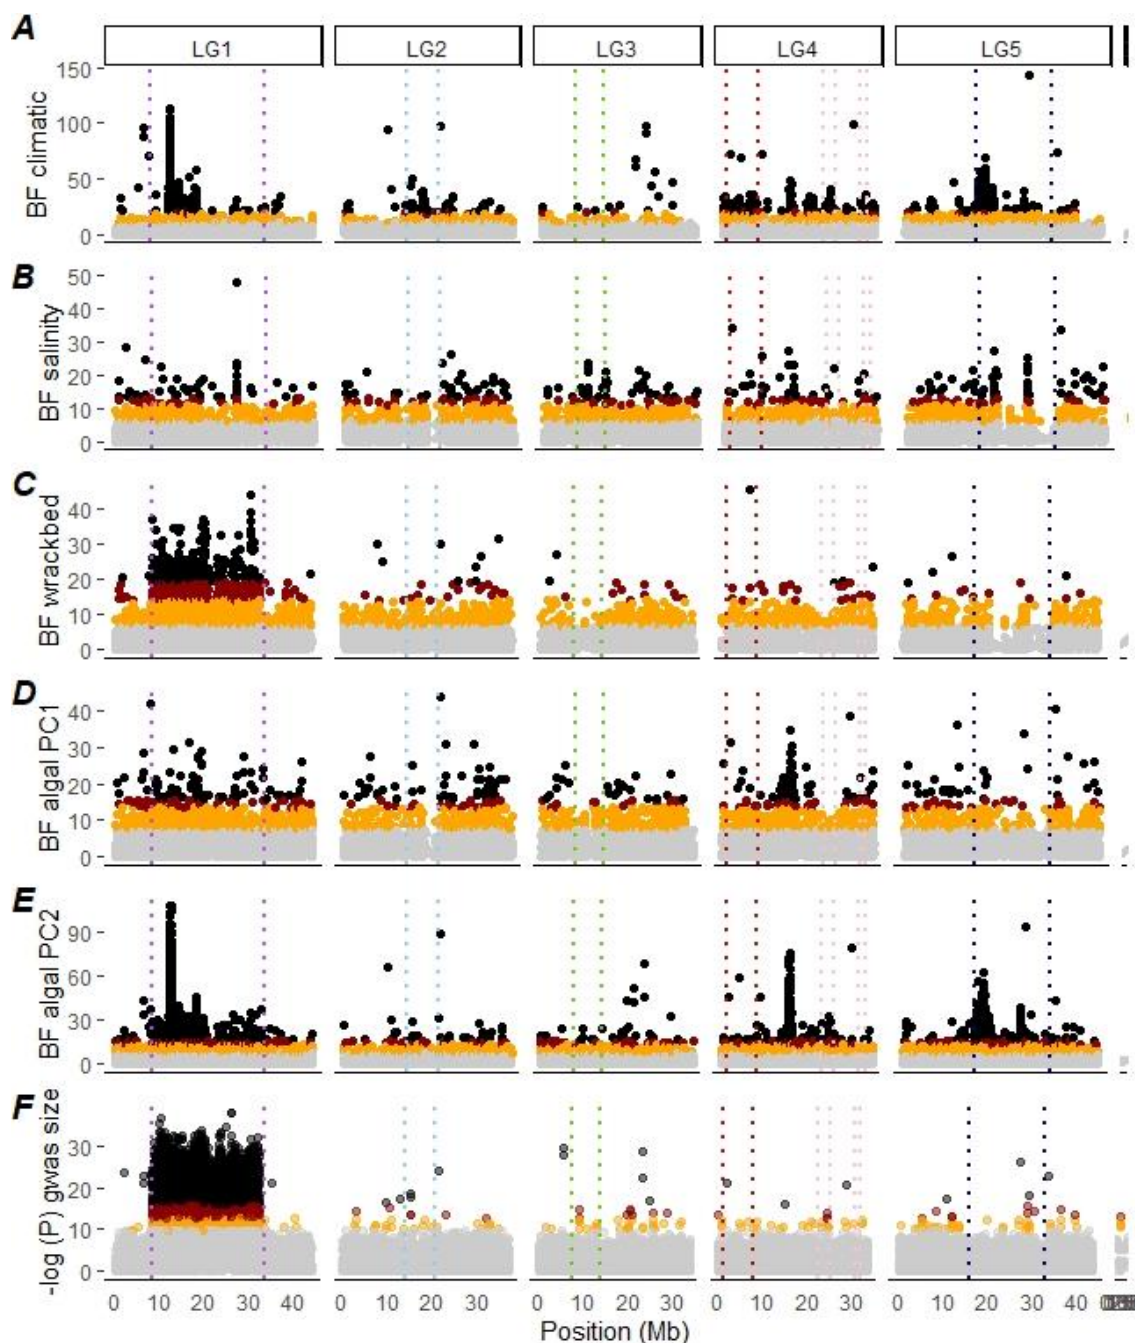 A
LG1 LG2 LG3 LG4 LG5
BF climatic
150
100
50
0
B
BF salinity
50
40
30
20
10
0
C
BF wrackbed
40
30
20
10
0
D
BF algal PC1
40
30
20
10
0
E
BF algal PC2
90
60
30
0
F
-log (P) gwas size
30
20
10
0
0 10 20 30 40 0 10 20 30 0 10 20 30 0 10 20 30 0 10 20 30 40
Position (Mb)